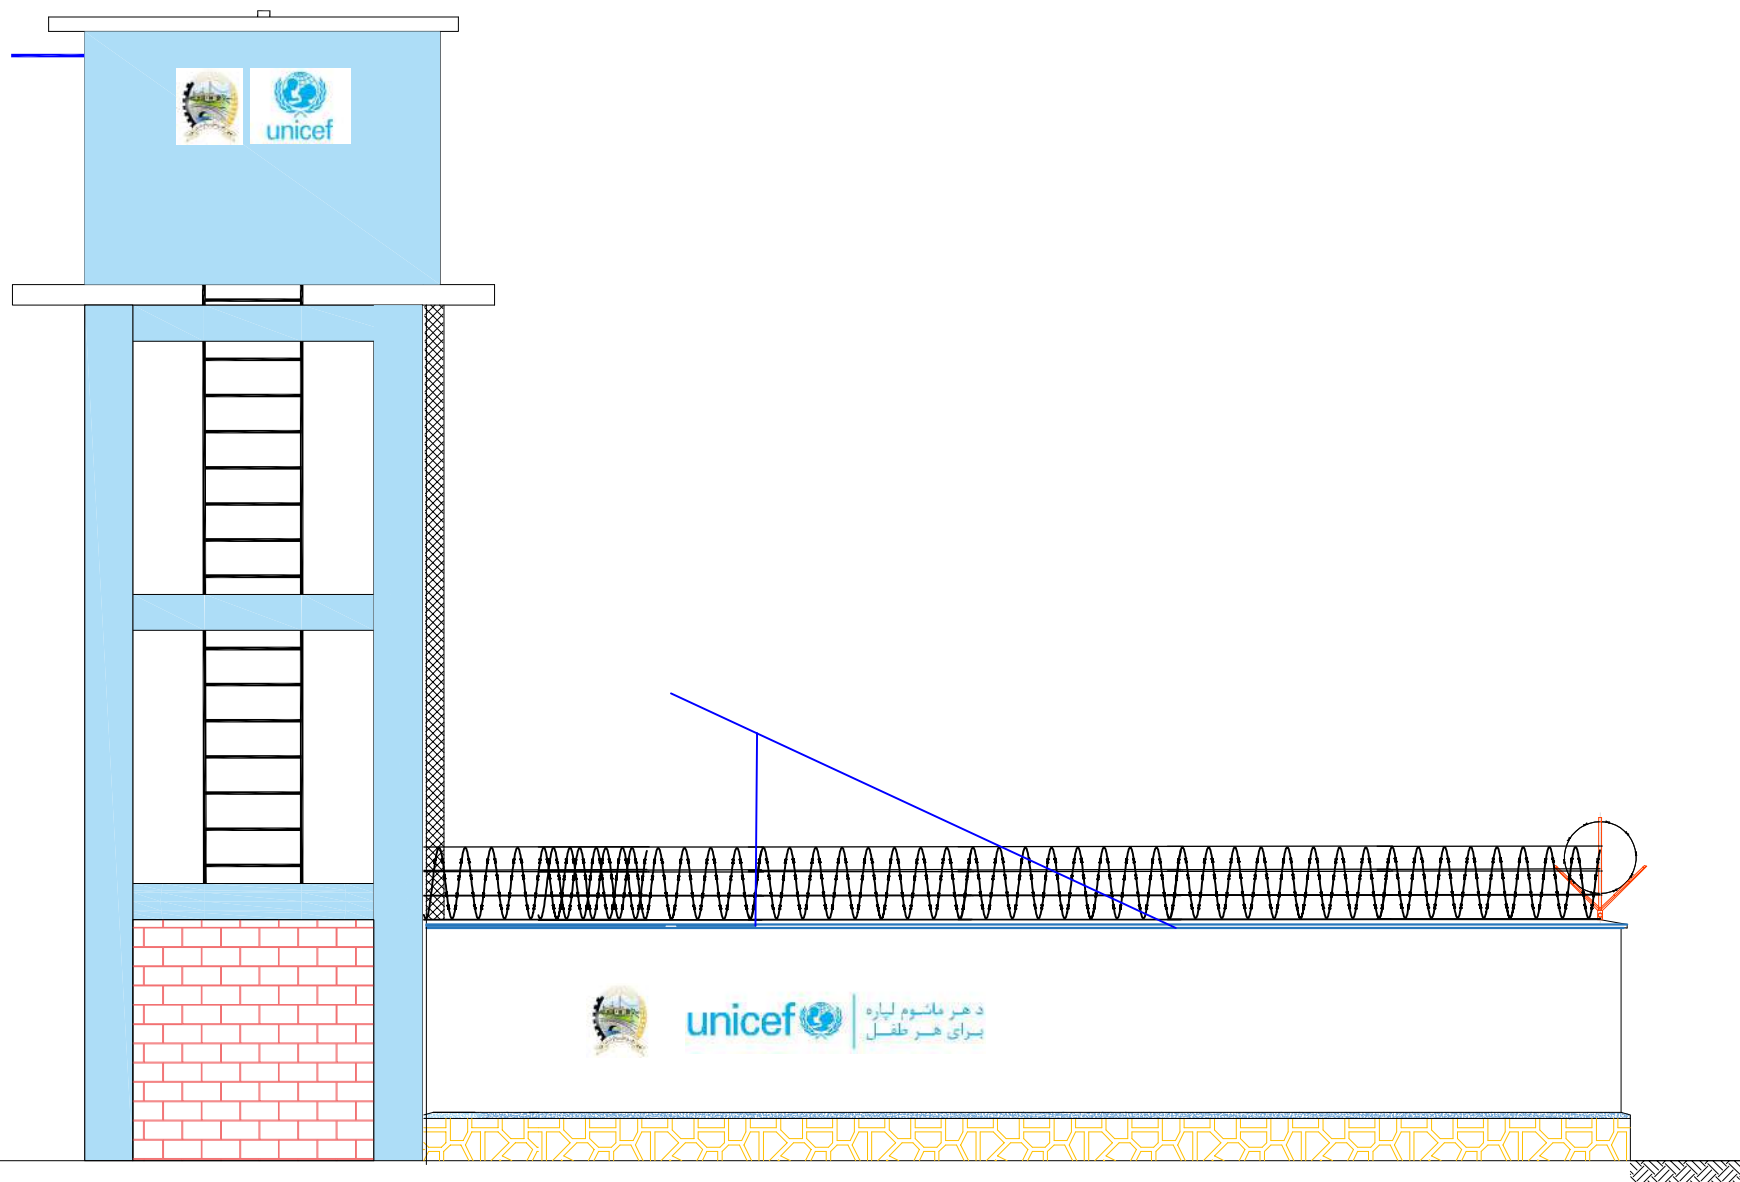 unicef
unicef
د هر ماشوم لپاره
برای هر طفل